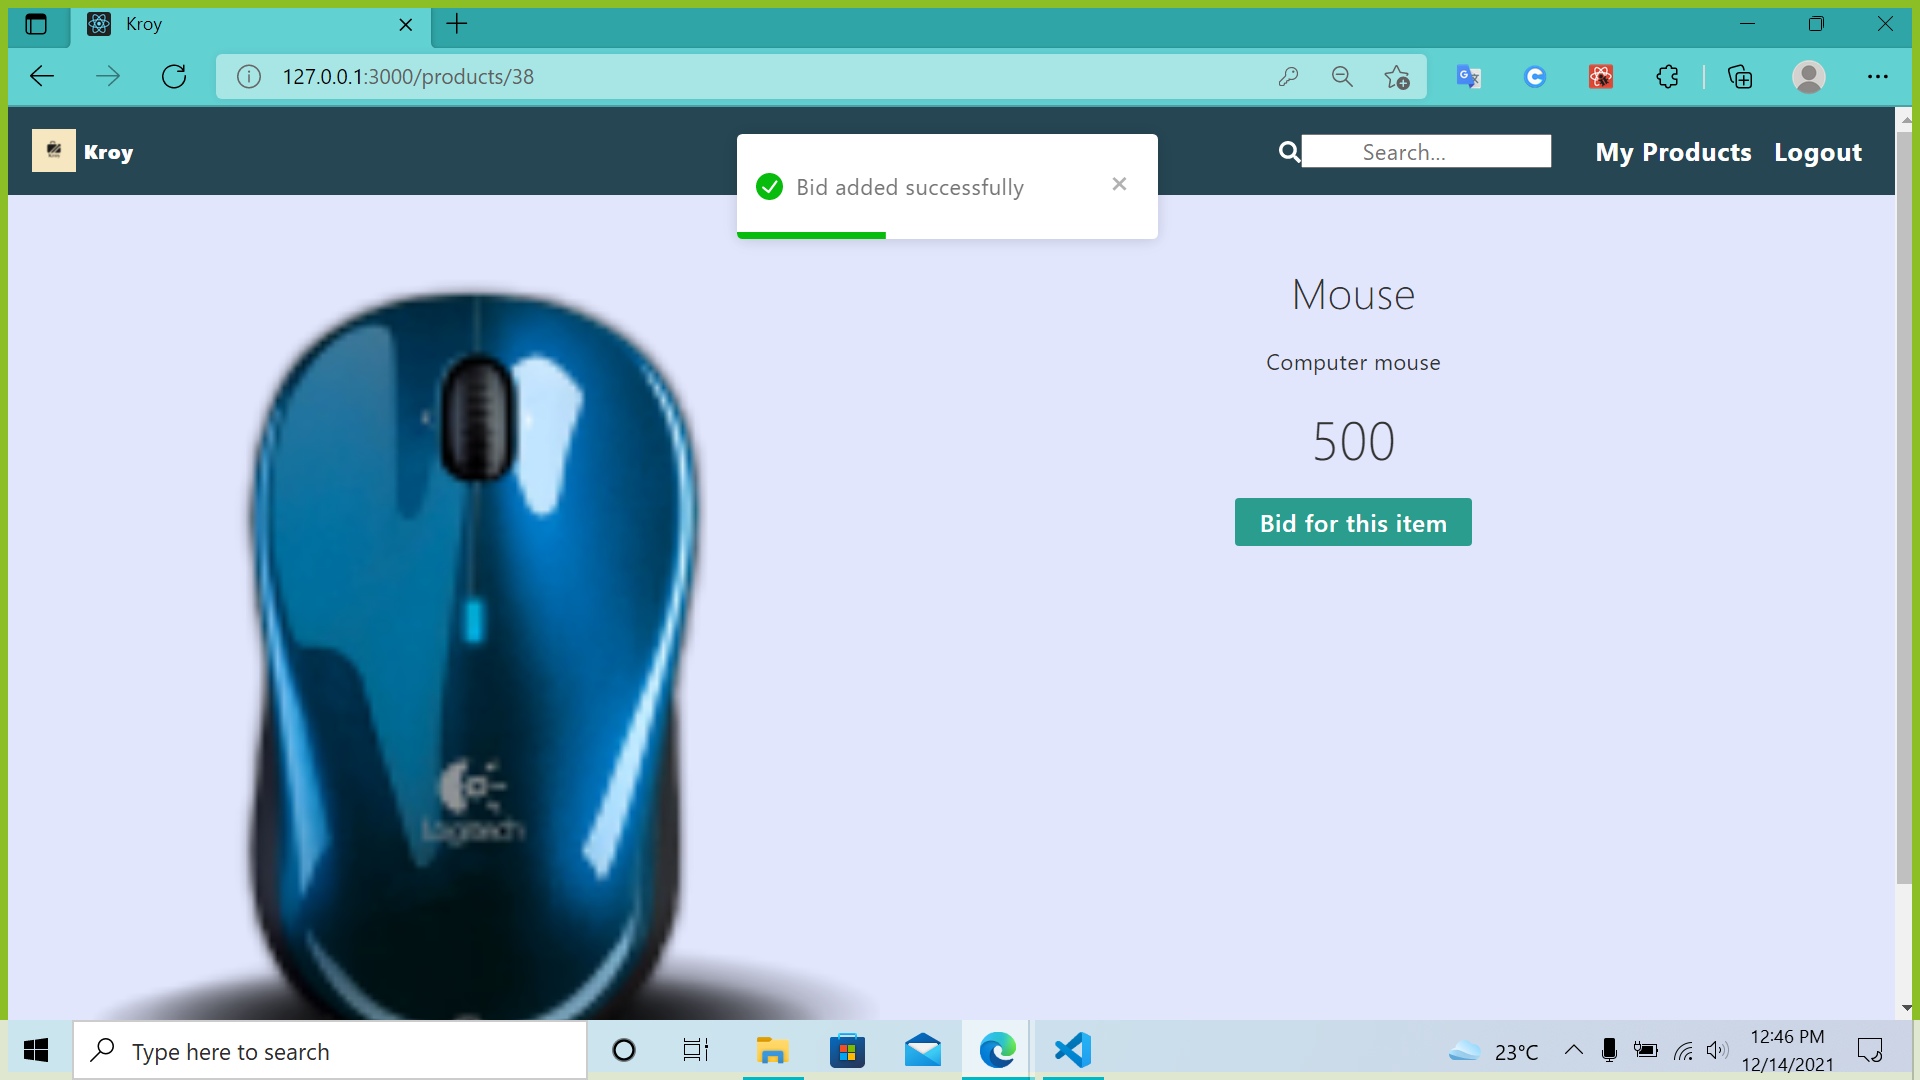 Kroy
127.0.0.1:3000/products/38
Kroy
Bid added successfully
Search...
My Products
Logout
Mouse
Computer mouse
500
Bid for this item
Logitech
Type here to search
23°C
12:46 PM
12/14/2021